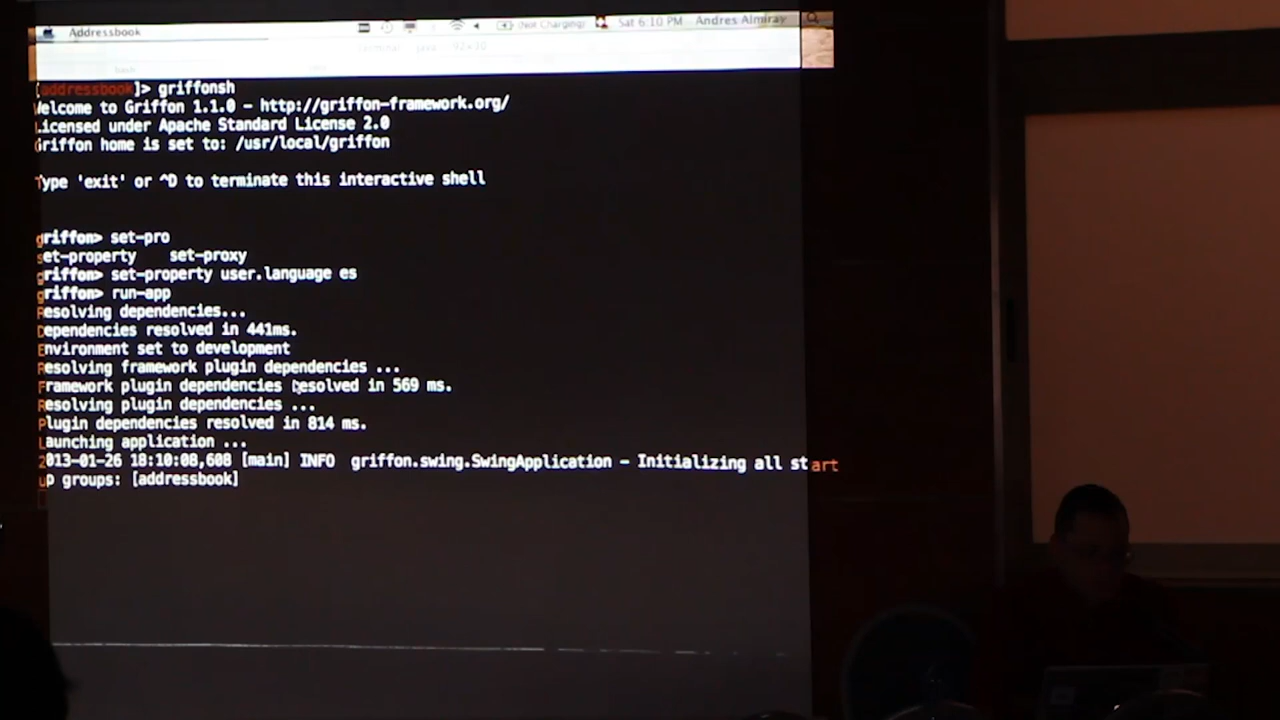 Addressbook (Not Charging) Sat 6:10 PM Andres Almiray
[addressbook]> griffonsh
Welcome to Griffon 1.1.0 - http://griffon-framework.org/
Licensed under Apache Standard License 2.0
Griffon home is set to: /usr/local/griffon
Type 'exit' or ^D to terminate this interactive shell
griffon> set-pro
set-property set-proxy
griffon> set-property user.language es
griffon> run-app
Resolving dependencies...
Dependencies resolved in 441ms.
Environment set to development
Resolving framework plugin dependencies ...
Framework plugin dependencies resolved in 569 ms.
Resolving plugin dependencies ...
Plugin dependencies resolved in 814 ms.
Launching application ...
2013-01-26 18:10:08,608 [main] INFO griffon.swing.SwingApplication - Initializing all start
up groups: [addressbook]